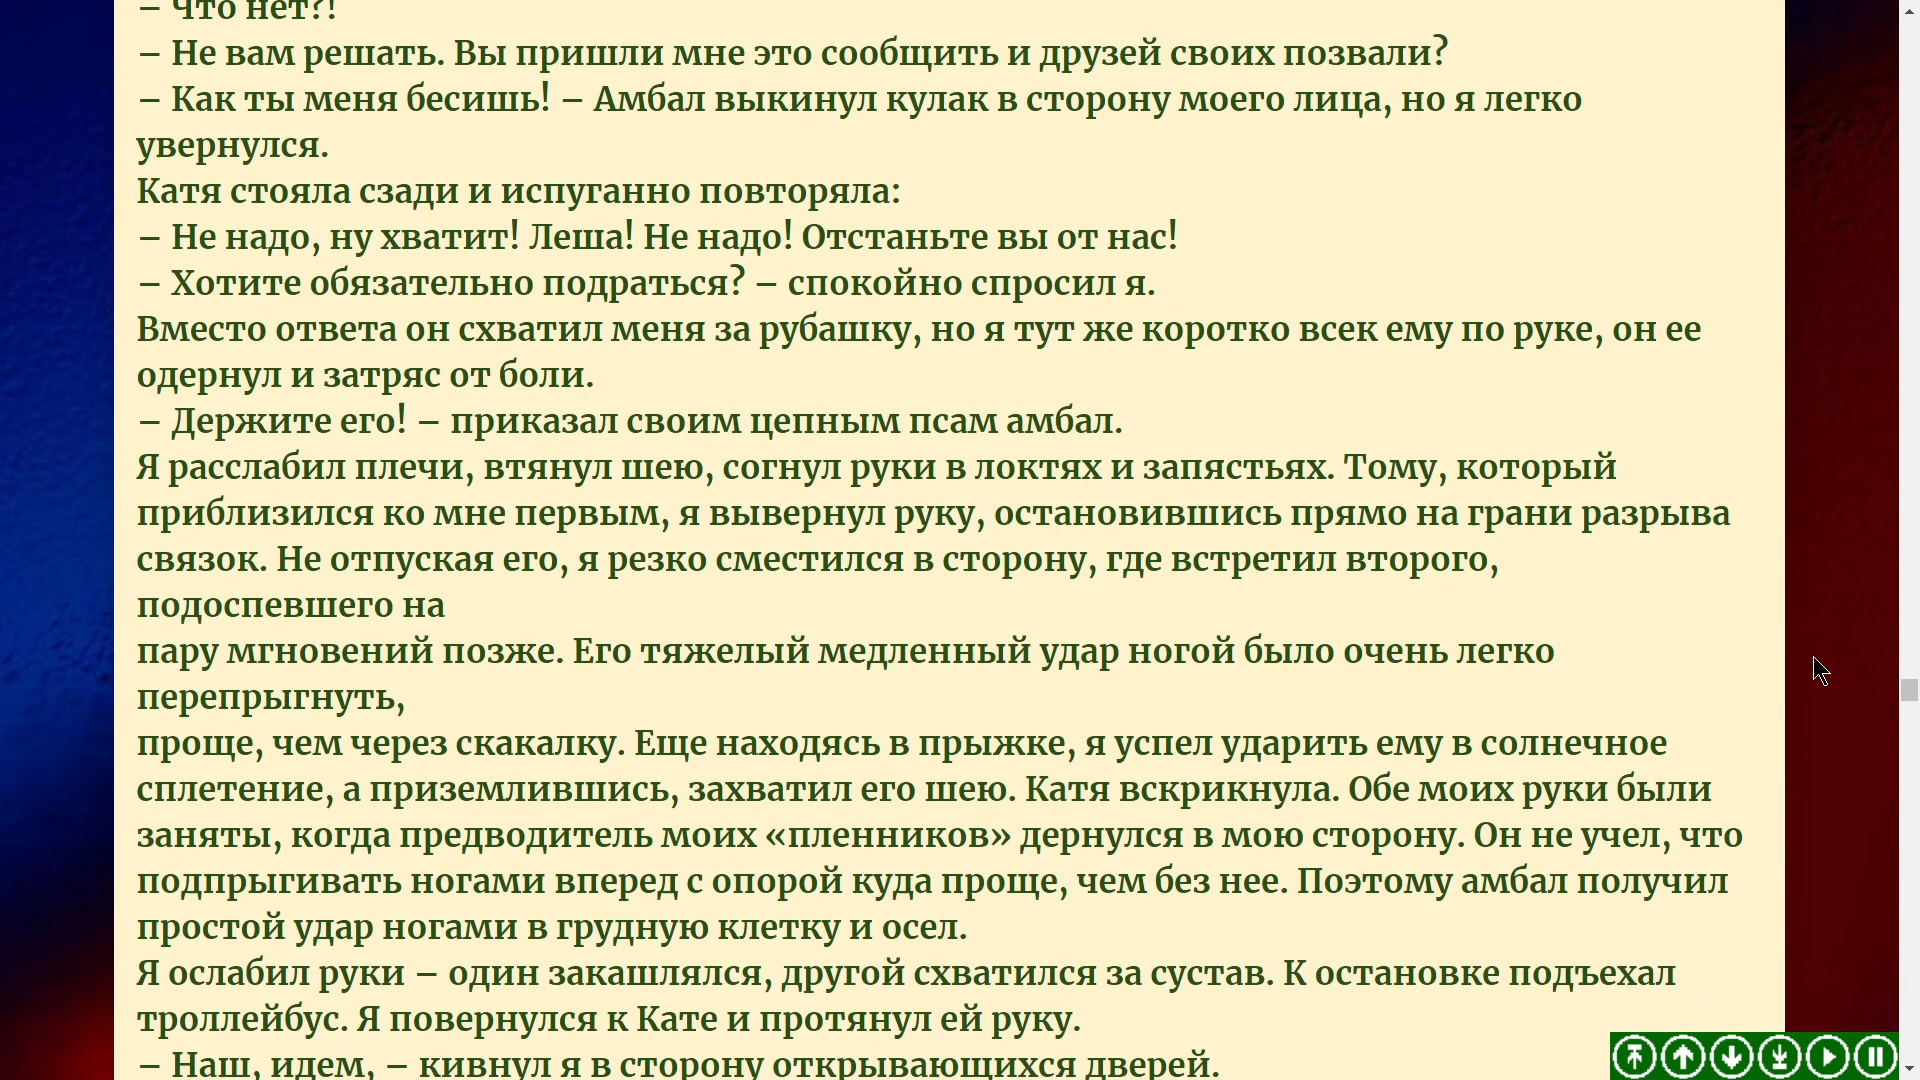 – Что нет?!
– Не вам решать. Вы пришли мне это сообщить и друзей своих позвали?
– Как ты меня бесишь! – Амбал выкинул кулак в сторону моего лица, но я легко
увернулся.
Катя стояла сзади и испуганно повторяла:
– Не надо, ну хватит! Леша! Не надо! Отстаньте вы от нас!
– Хотите обязательно подраться? – спокойно спросил я.
Вместо ответа он схватил меня за рубашку, но я тут же коротко всек ему по руке, он ее
одернул и затряс от боли.
– Держите его! – приказал своим цепным псам амбал.
Я расслабил плечи, втянул шею, согнул руки в локтях и запястьях. Тому, который
приблизился ко мне первым, я вывернул руку, остановившись прямо на грани разрыва
связок. Не отпуская его, я резко сместился в сторону, где встретил второго,
подоспевшего на
пару мгновений позже. Его тяжелый медленный удар ногой было очень легко
перепрыгнуть,
проще, чем через скакалку. Еще находясь в прыжке, я успел ударить ему в солнечное
сплетение, а приземлившись, захватил его шею. Катя вскрикнула. Обе моих руки были
заняты, когда предводитель моих «пленников» дернулся в мою сторону. Он не учел, что
подпрыгивать ногами вперед с опорой куда проще, чем без нее. Поэтому амбал получил
простой удар ногами в грудную клетку и осел.
Я ослабил руки – один закашлялся, другой схватился за сустав. К остановке подъехал
троллейбус. Я повернулся к Кате и протянул ей руку.
– Наш, идем, – кивнул я в сторону открывающихся дверей.